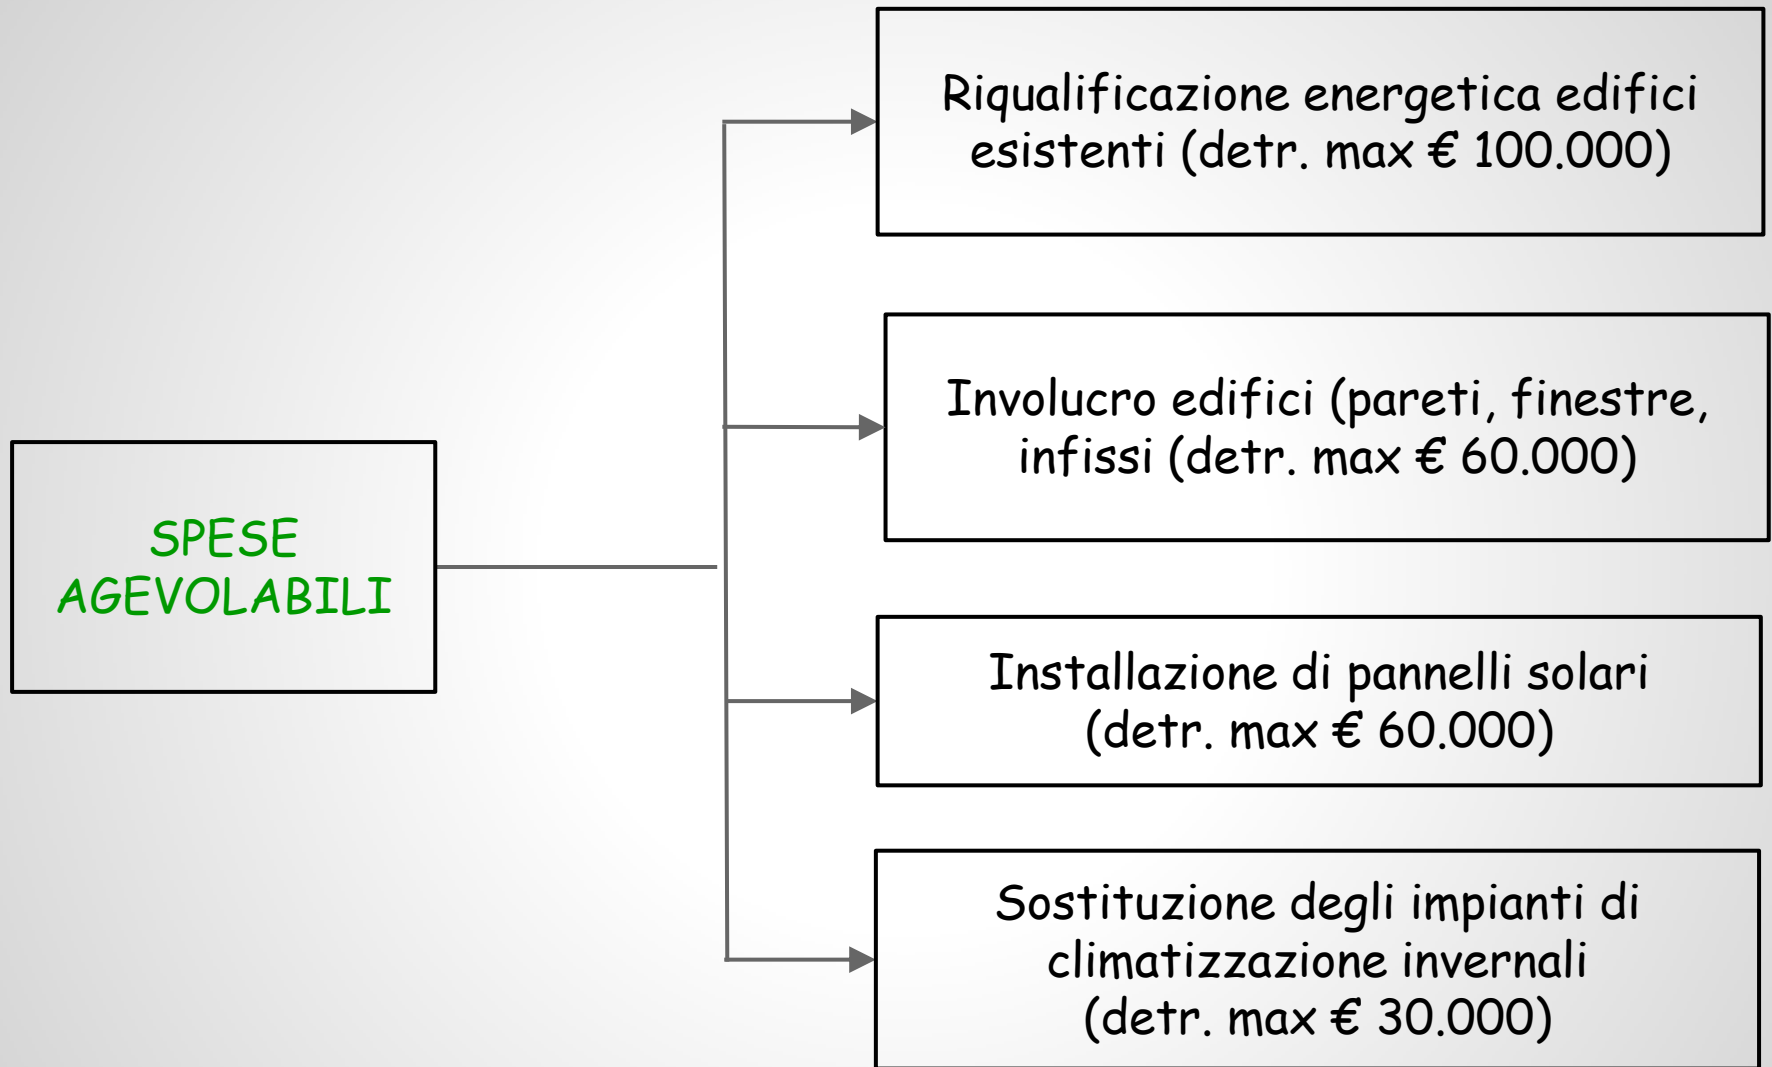 Riqualificazione energetica edifici
esistenti (detr. max € 100.000)
Involucro edifici (pareti, finestre,
infissi (detr. max € 60.000)
SPESE
AGEVOLABILI
Installazione di pannelli solari
(detr. max € 60.000)
Sostituzione degli impianti di
climatizzazione invernali
(detr. max € 30.000)